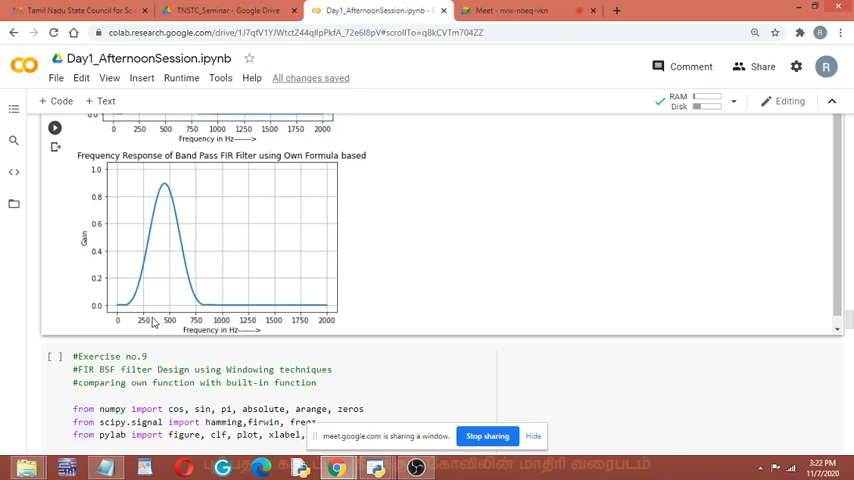 Tamil Nadu State Council for Scie
TNSTC_Seminar - Google Drive
Day1_AfternoonSession.ipynb - C
Meet - nvw-noeq-vkn
colab.research.google.com/drive/1J7qfV1YJWtctZ44qlIpPkfA_72e6I8pV#scrollTo=q8kCVTm704ZZ
Day1_AfternoonSession.ipynb
Comment
Share
R
File Edit View Insert Runtime Tools Help All changes saved
+ Code + Text
RAM
Disk
Editing
0.0
0 250 500 750 1000 1250 1500 1750 2000
Frequency in Hz------->
Frequency Response of Band Pass FIR Filter using Own Formula based
1.0
0.8
0.6
0.4
0.2
0.0
Gain
0 250 500 750 1000 1250 1500 1750 2000
Frequency in Hz------->
[ ] #Exercise no.9
#FIR BSF filter Design using Windowing techniques
#comparing own function with built-in function
from numpy import cos, sin, pi, absolute, arange, zeros
from scipy.signal import hamming,firwin, freqz
from pylab import figure, clf, plot, xlabel,
meet.google.com is sharing a window.
Stop sharing
Hide
மாதிரி வரைபடம்
3:22 PM
11/7/2020